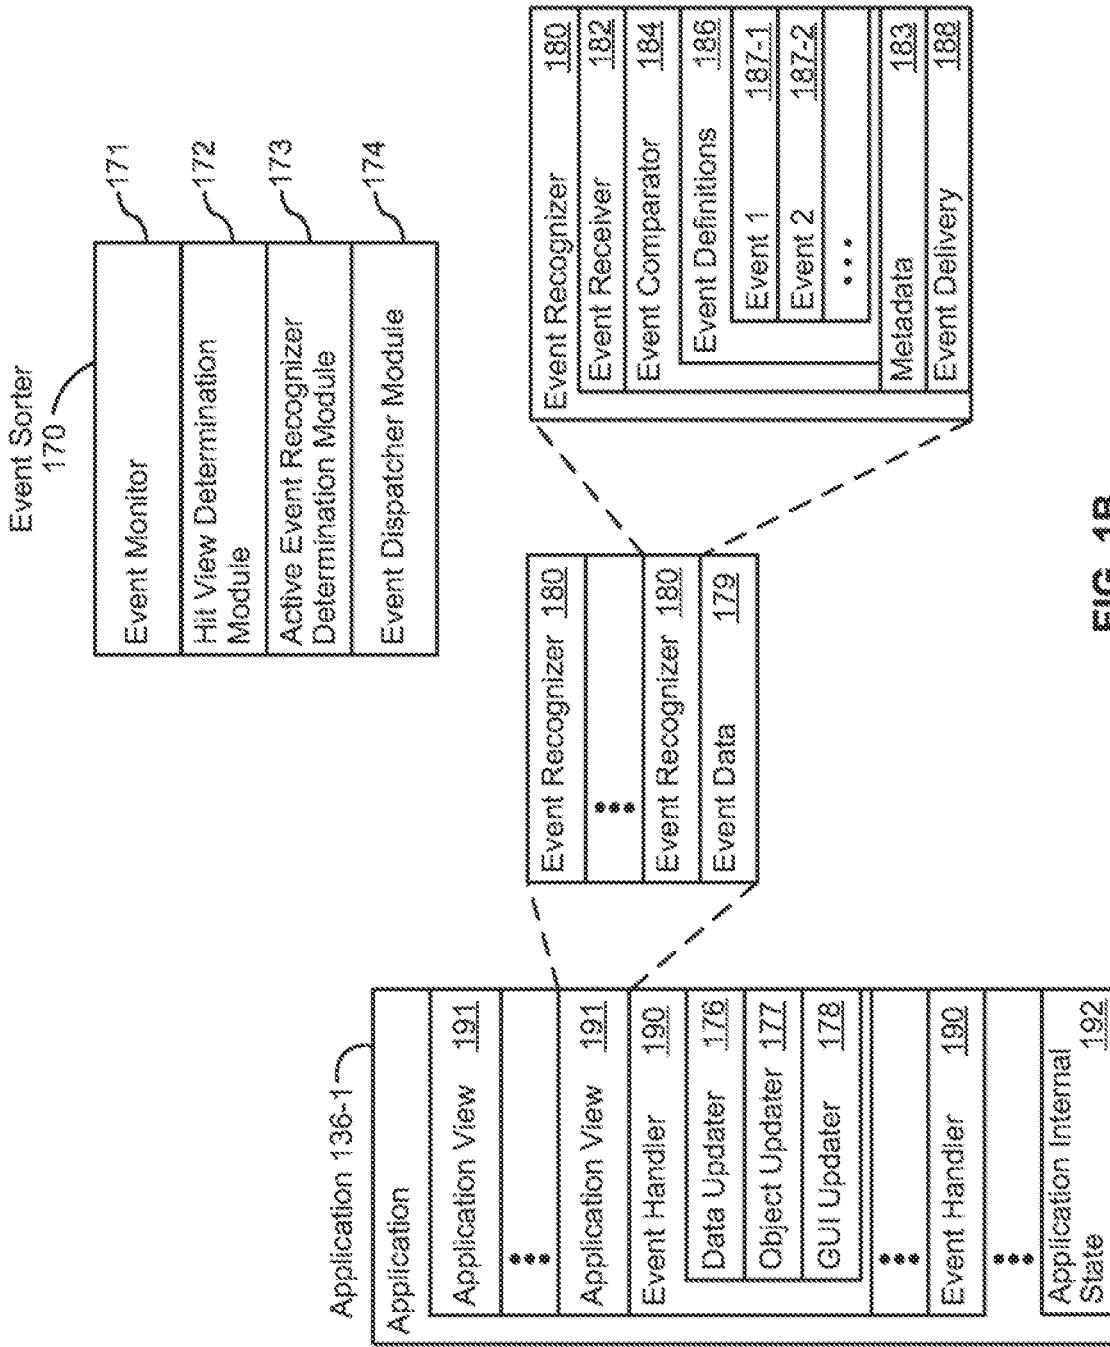 Event Sorter
170
Event Monitor
171
Hit View Determination
Module
172
Active Event Recognizer
Determination Module
173
Event Dispatcher Module
174
Application 136-1
Application
Application View 191
•••
Application View 191
Event Handler 190
Data Updater 176
Object Updater 177
GUI Updater 178
•••
Event Handler 190
•••
Application Internal
State 192
Event Recognizer 180
•••
Event Recognizer 180
Event Data 179
Event Recognizer 180
Event Receiver 182
Event Comparator 184
Event Definitions 186
Event 1 187-1
Event 2 187-2
•••
Metadata 183
Event Delivery 188
FIG. 1B